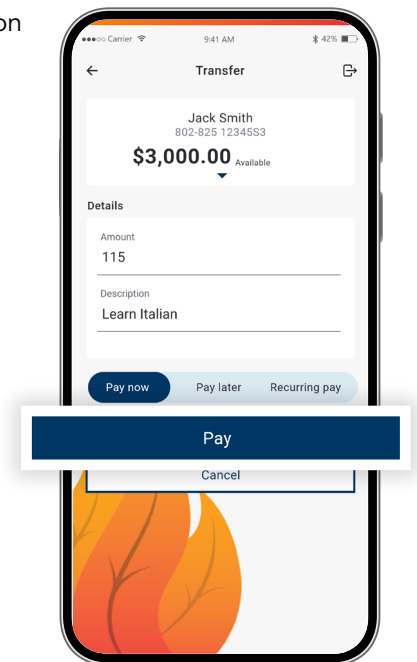 on
Carrier 9:41 AM 42%
Transfer
Jack Smith
802-825 12345S3
$3,000.00 Available
Details
Amount
115
Description
Learn Italian
Pay now Pay later Recurring pay
Pay
Cancel